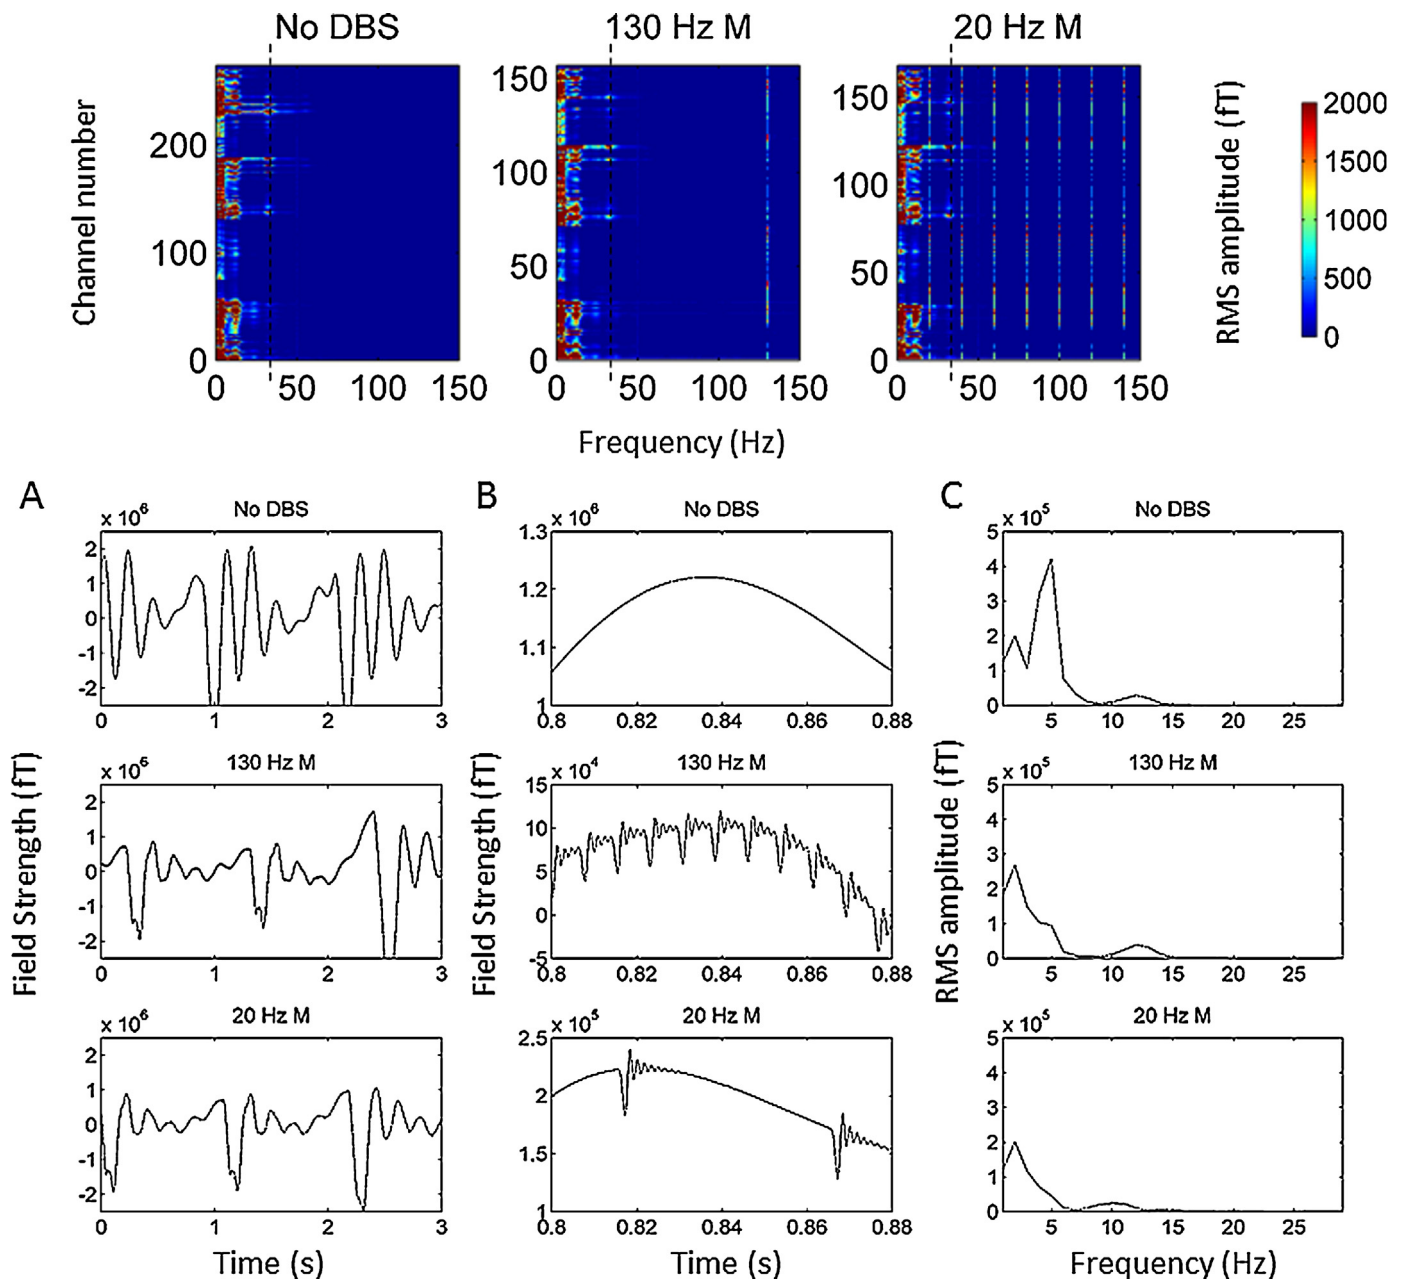 No DBS 130 Hz M 20 Hz M
Channel number
200
100
0
0 50 100 150
150
100
50
0
0 50 100 150
150
100
50
0
0 50 100 150
RMS amplitude (fT)
2000
1500
1000
500
0
Frequency (Hz)
A
No DBS
x 10^6
2
1
0
-1
-2
0 1 2 3
B
No DBS
x 10^6
1.3
1.2
1.1
1
0.8 0.82 0.84 0.86 0.88
C
No DBS
x 10^5
5
4
3
2
1
0
5 10 15 20 25
Field Strength (fT)
130 Hz M
x 10^6
2
1
0
-1
-2
0 1 2 3
Field Strength (fT)
130 Hz M
x 10^4
15
10
5
0
-5
0.8 0.82 0.84 0.86 0.88
RMS amplitude (fT)
130 Hz M
x 10^5
5
4
3
2
1
0
5 10 15 20 25
20 Hz M
x 10^6
2
1
0
-1
-2
0 1 2 3
Time (s)
20 Hz M
x 10^5
2.5
2
1.5
1
0.8 0.82 0.84 0.86 0.88
Time (s)
20 Hz M
x 10^5
5
4
3
2
1
0
5 10 15 20 25
Frequency (Hz)